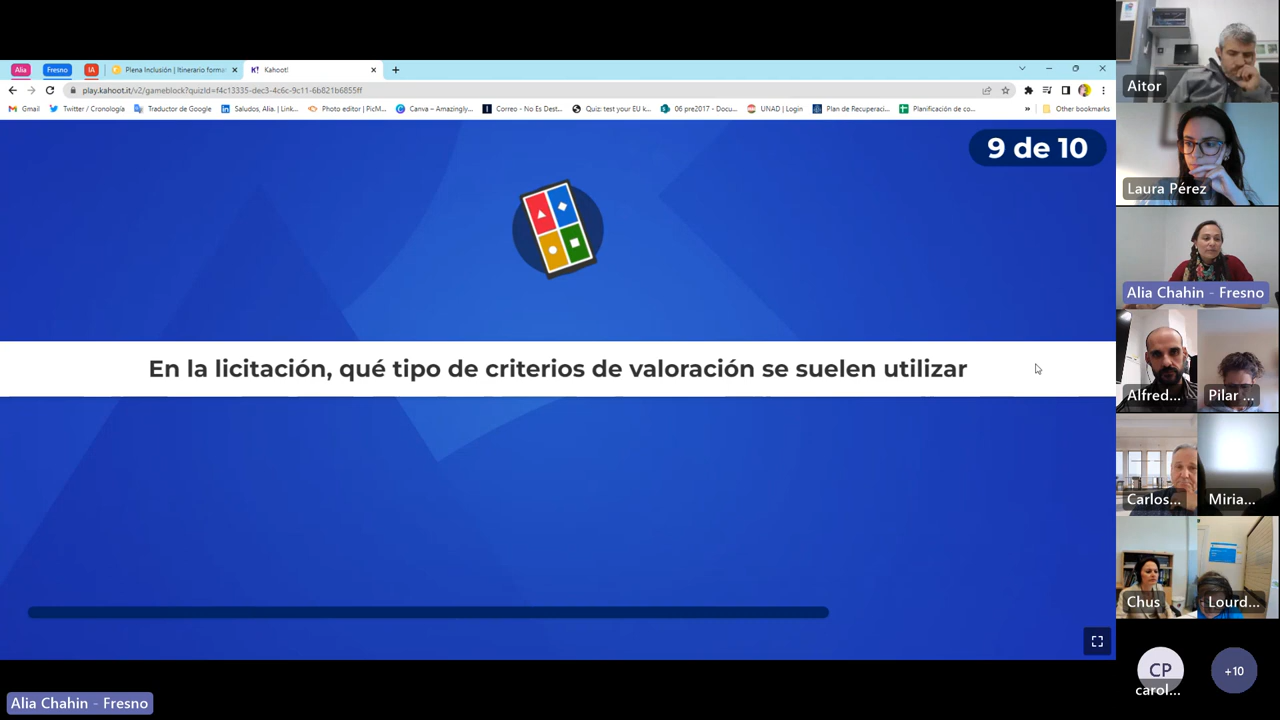 Alia
Fresno
IA
Plena Inclusión | Itinerario forma
Kahoot!
play.kahoot.it/v2/gameblock?quizId=f4c13335-dec3-4c6c-9c11-6b821b6855ff
Gmail
Twitter / Cronología
Traductor de Google
Saludos, Alia. | Link...
Photo editor | PicM...
Canva – Amazingly...
Correo - No Es Dest...
Quiz: test your EU k...
06 pre2017 - Docu...
UNAD | Login
Plan de Recuperaci...
Planificación de co...
»
Other bookmarks
9 de 10
En la licitación, qué tipo de criterios de valoración se suelen utilizar
Aitor
Laura Pérez
Alia Chahin - Fresno
Alfred...
Pilar ...
Carlos...
Miria...
Chus
Lourd...
CP
carol...
+10
Alia Chahin - Fresno